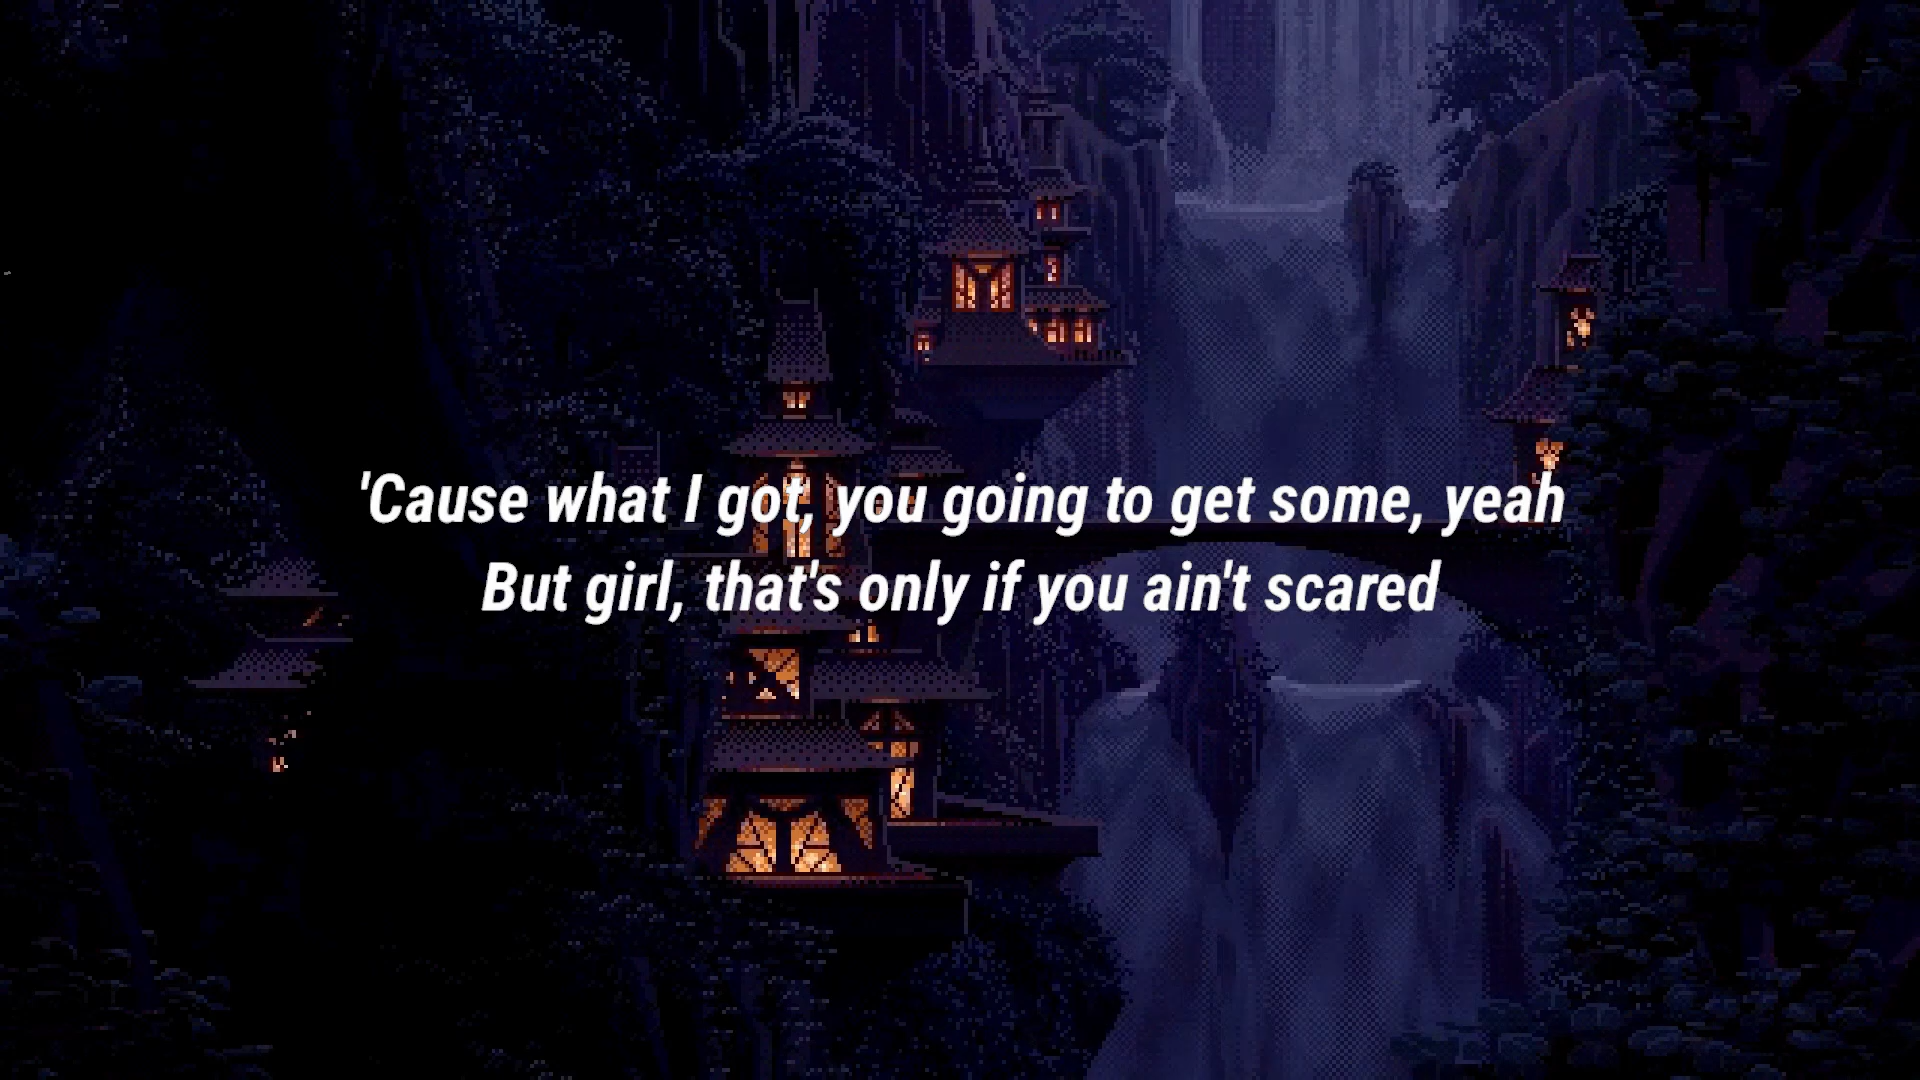 'Cause what I got, you going to get some, yeah
But girl, that's only if you ain't scared